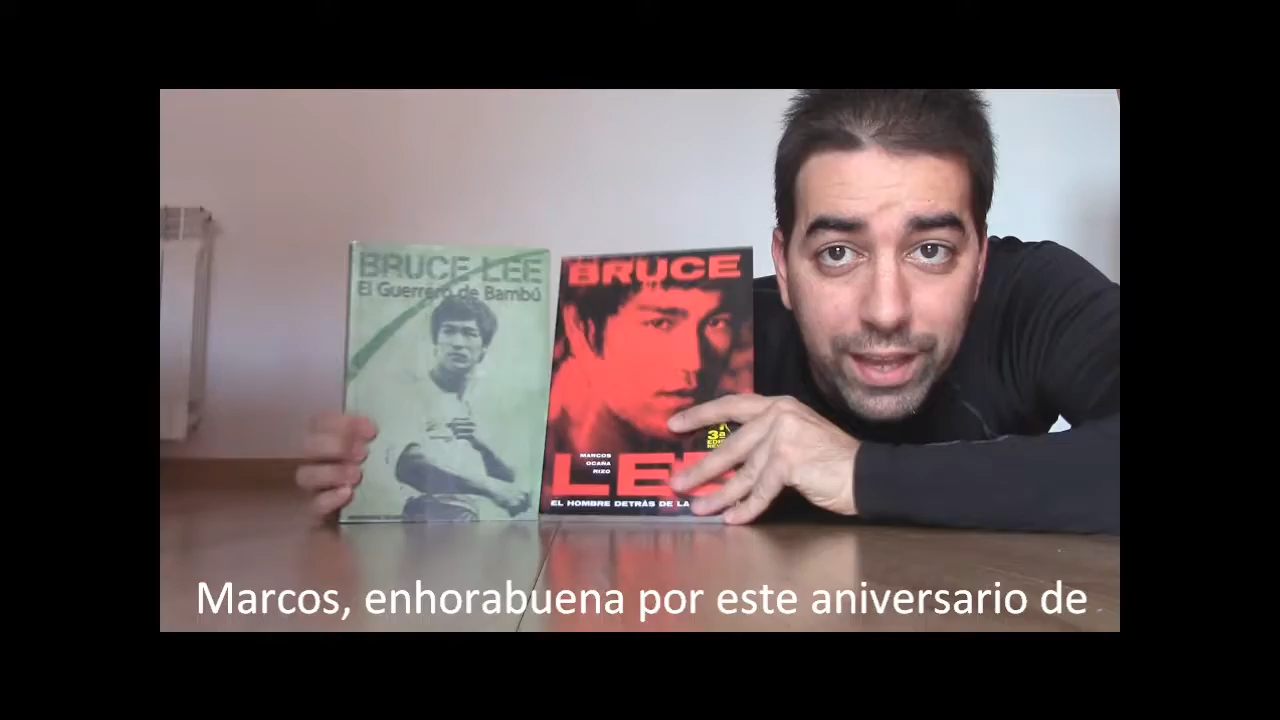 BRUCE LEE
El Guerrero de Bambú
BRUCE
3ª
MARCOS
OCAÑA
RIZO
LEE
EL HOMBRE DETRÁS DE LA
Marcos, enhorabuena por este aniversario de